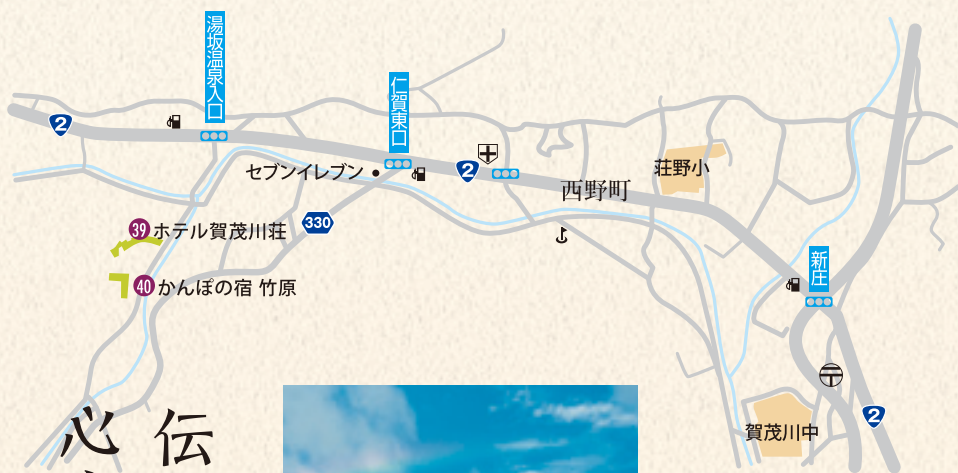 湯坂温泉入口
仁賀東口
2
セブンイレブン
2
西野町
荘野小
330
39 ホテル賀茂川荘
40 かんぽの宿 竹原
新庄
〒
2
賀茂川中
伝
心